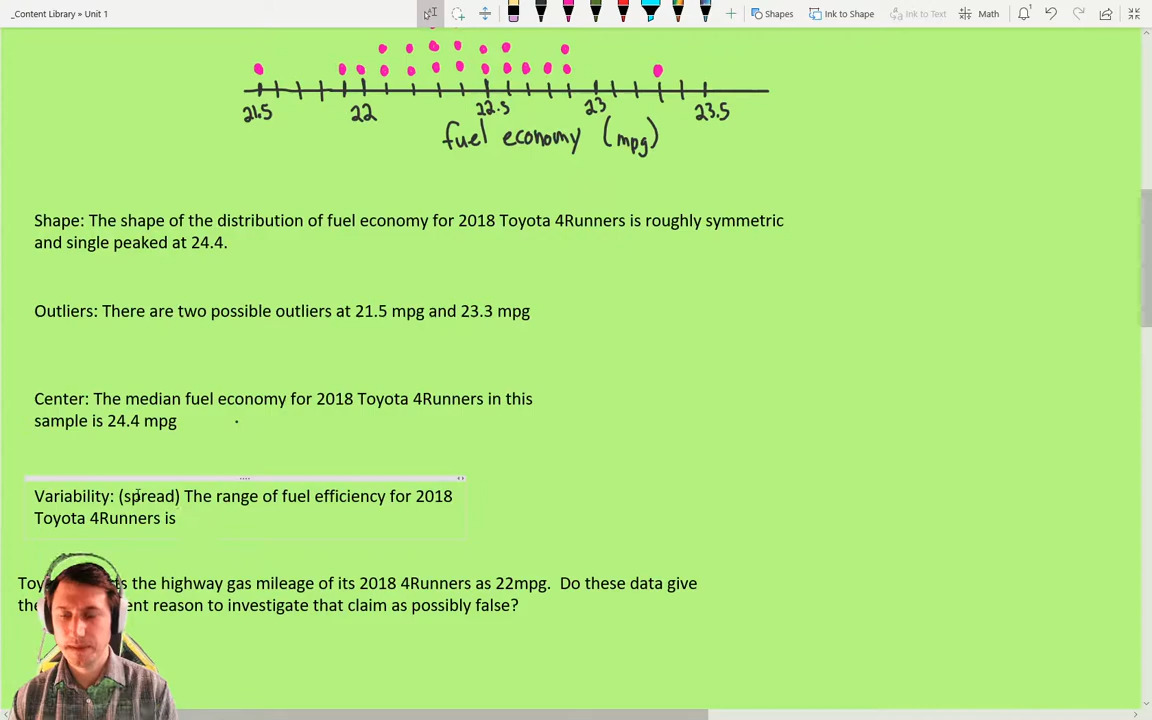 _Content Library » Unit 1
Shapes
Ink to Shape
Ink to Text
Math
21.5 22 22.5 23 23.5
fuel economy (mpg)
Shape: The shape of the distribution of fuel economy for 2018 Toyota 4Runners is roughly symmetric
and single peaked at 24.4.
Outliers: There are two possible outliers at 21.5 mpg and 23.3 mpg
Center: The median fuel economy for 2018 Toyota 4Runners in this
sample is 24.4 mpg
Variability: (spread) The range of fuel efficiency for 2018
Toyota 4Runners is
the highway gas mileage of its 2018 4Runners as 22mpg. Do these data give
reason to investigate that claim as possibly false?